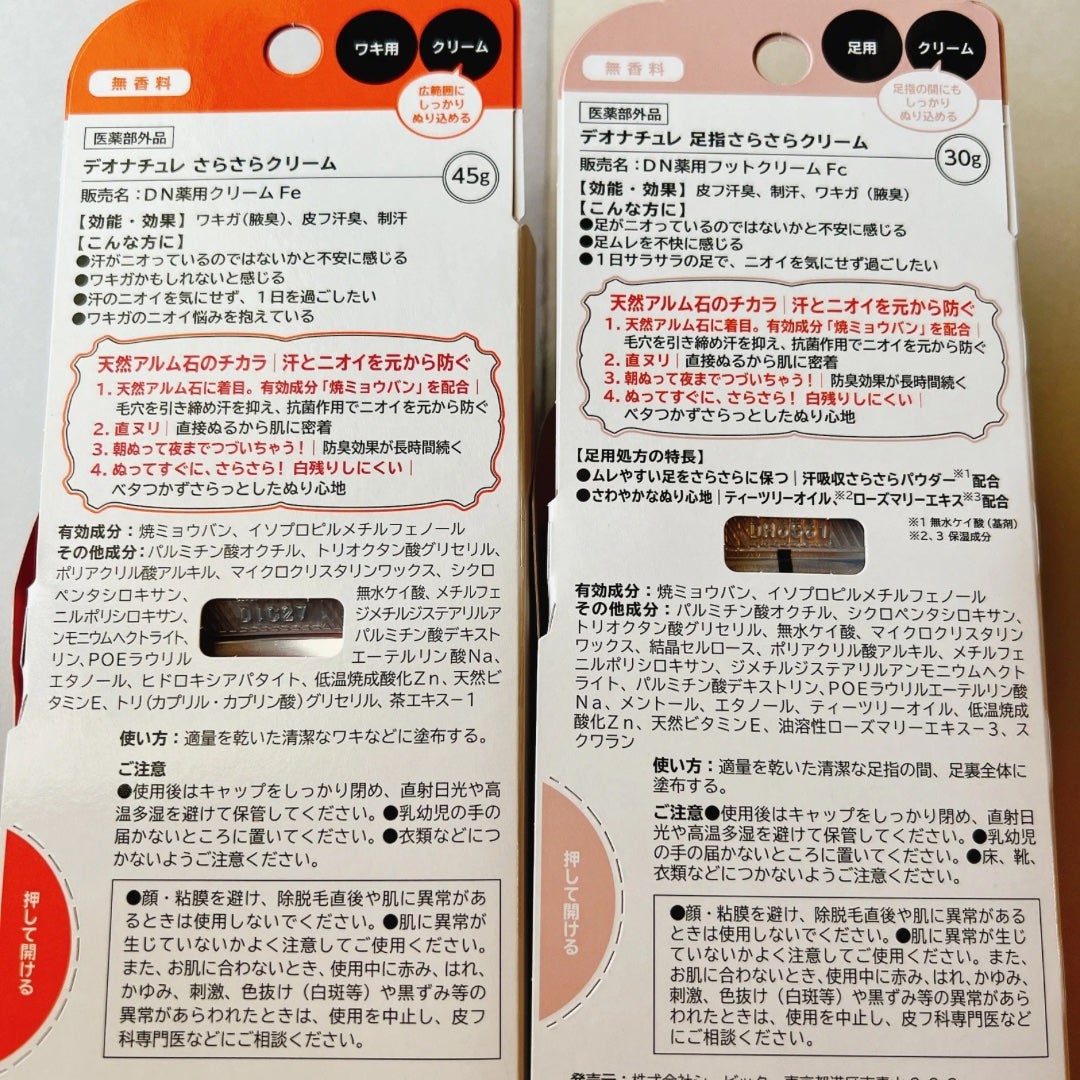 ワキ用
クリーム
無香料
広範囲に
しっかり
ぬり込める
医薬部外品
デオナチュレ さらさらクリーム
45g
販売名：DN薬用クリームFe
【効能・効果】 ワキガ（腋臭）、皮フ汗臭、制汗
【こんな方に】
●汗がニオっているのではないかと不安に感じる
●ワキガかもしれないと感じる
●汗のニオイを気にせず、1日を過ごしたい
●ワキガのニオイ悩みを抱えている
天然アルム石のチカラ｜汗とニオイを元から防ぐ
1. 天然アルム石に着目。有効成分「焼ミョウバン」を配合｜
毛穴を引き締め汗を抑え、抗菌作用でニオイを元から防ぐ
2. 直ヌリ｜直接ぬるから肌に密着
3. 朝ぬって夜までつづいちゃう！｜防臭効果が長時間続く
4. ぬってすぐに、さらさら！ 白残りしにくい｜
ベタつかずさらっとしたぬり心地
有効成分：焼ミョウバン、イソプロピルメチルフェノール
その他成分：パルミチン酸オクチル、トリオクタン酸グリセリル、
ポリアクリル酸アルキル、マイクロクリスタリンワックス、シクロ
ペンタシロキサン、 無水ケイ酸、メチルフェ
ニルポリシロキサン、 ジメチルジステアリルア
ンモニウムヘクトライト、 パルミチン酸デキスト
リン、POEラウリル エーテルリン酸Na、
エタノール、ヒドロキシアパタイト、低温焼成酸化Zn、天然ビ
タミンE、トリ（カプリル・カプリン酸）グリセリル、茶エキス－1
D1G27
使い方：適量を乾いた清潔なワキなどに塗布する。
ご注意
●使用後はキャップをしっかり閉め、直射日光や高
温多湿を避けて保管してください。●乳幼児の手の
届かないところに置いてください。●衣類などにつ
かないようご注意ください。
●顔・粘膜を避け、除脱毛直後や肌に異常があ
るときは使用しないでください。●肌に異常が
生じていないかよく注意してご使用ください。
また、お肌に合わないとき、使用中に赤み、はれ、
かゆみ、刺激、色抜け（白斑等）や黒ずみ等の
異常があらわれたときは、使用を中止し、皮フ
科専門医などにご相談ください。
押して開ける
足用
クリーム
無香料
足指の間にも
しっかり
ぬり込める
医薬部外品
デオナチュレ 足指さらさらクリーム
30g
販売名：DN薬用フットクリームFc
【効能・効果】 皮フ汗臭、制汗、ワキガ（腋臭）
【こんな方に】
●足がニオっているのではないかと不安に感じる
●足ムレを不快に感じる
●1日サラサラの足で、ニオイを気にせず過ごしたい
天然アルム石のチカラ｜汗とニオイを元から防ぐ
1. 天然アルム石に着目。有効成分「焼ミョウバン」を配合｜
毛穴を引き締め汗を抑え、抗菌作用でニオイを元から防ぐ
2. 直ヌリ｜直接ぬるから肌に密着
3. 朝ぬって夜までつづいちゃう！｜防臭効果が長時間続く
4. ぬってすぐに、さらさら！ 白残りしにくい｜
ベタつかずさらっとしたぬり心地
【足用処方の特長】
●ムレやすい足をさらさらに保つ｜汗吸収さらさらパウダー※1配合
●さわやかなぬり心地｜ティーツリーオイル、※2ローズマリーエキス※3配合
※1 無水ケイ酸（基剤）
※2、3 保湿成分
有効成分：焼ミョウバン、イソプロピルメチルフェノール
その他成分：パルミチン酸オクチル、シクロペンタシロキサン、
トリオクタン酸グリセリル、無水ケイ酸、マイクロクリスタリン
ワックス、結晶セルロース、ポリアクリル酸アルキル、メチルフェ
ニルポリシロキサン、ジメチルジステアリルアンモニウムヘクト
ライト、パルミチン酸デキストリン、POEラウリルエーテルリン酸
Na、メントール、エタノール、ティーツリーオイル、低温焼成
酸化Zn、天然ビタミンE、油溶性ローズマリーエキス－3、ス
クワラン
使い方：適量を乾いた清潔な足指の間、足裏全体に
塗布する。
ご注意●使用後はキャップをしっかり閉め、直射日
光や高温多湿を避けて保管してください。●乳幼児
の手の届かないところに置いてください。●床、靴、
衣類などにつかないようご注意ください。
●顔・粘膜を避け、除脱毛直後や肌に異常がある
ときは使用しないでください。●肌に異常が生じ
ていないかよく注意してご使用ください。また、
お肌に合わないとき、使用中に赤み、はれ、かゆみ、
刺激、色抜け（白斑等）や黒ずみ等の異常があら
われたときは、使用を中止し、皮フ科専門医など
にご相談ください。
押して開ける
発売元：株式会社シービック